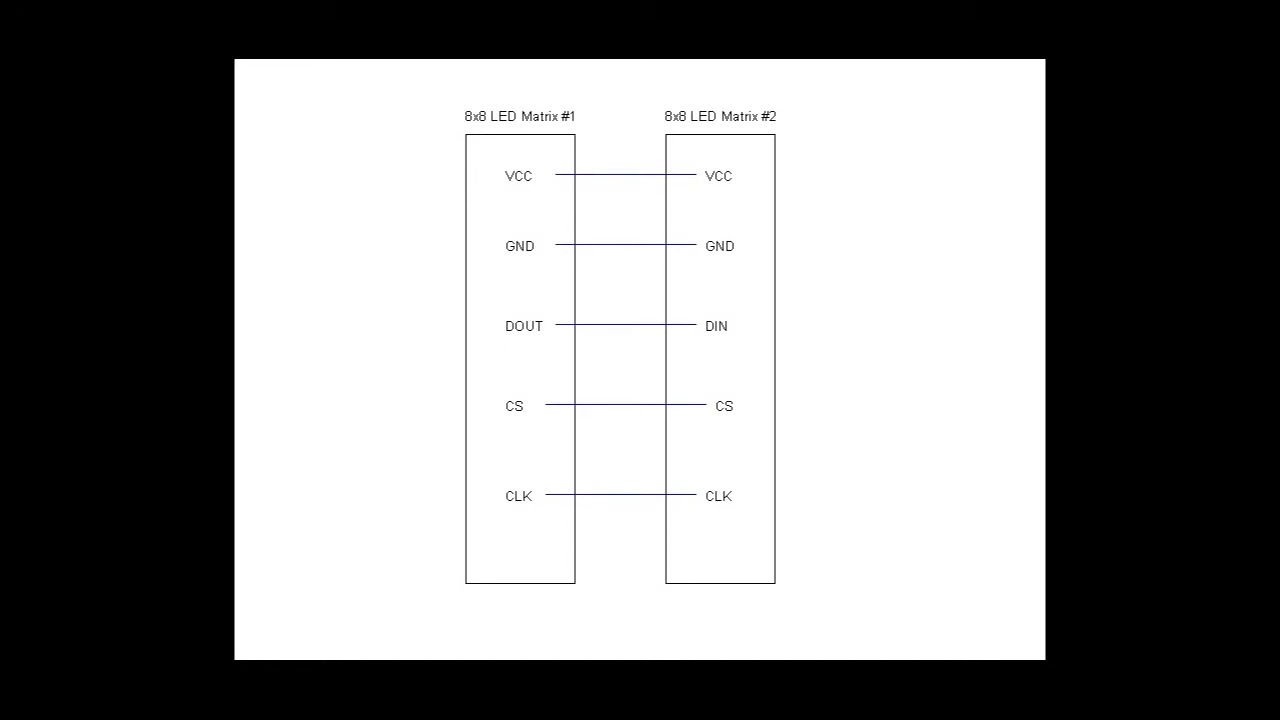 8x8 LED Matrix #1 8x8 LED Matrix #2
VCC VCC
GND GND
DOUT DIN
CS CS
CLK CLK